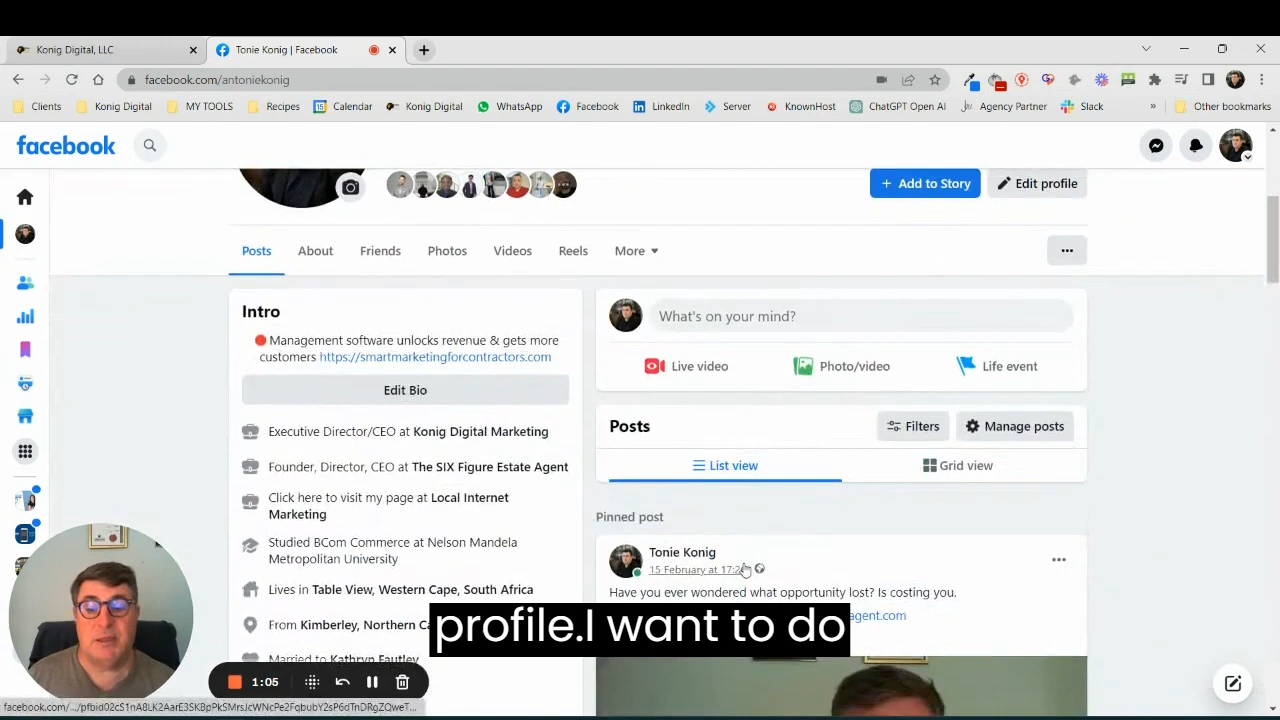 Konig Digital, LLC
Tonie Konig | Facebook
facebook.com/antoniekonig
Clients
Konig Digital
MY TOOLS
Recipes
Calendar
Konig Digital
WhatsApp
Facebook
LinkedIn
Server
KnownHost
ChatGPT Open AI
Agency Partner
Slack
»
Other bookmarks
facebook
+ Add to Story
Edit profile
Posts
About
Friends
Photos
Videos
Reels
More
Intro
Management software unlocks revenue & gets more
customers https://smartmarketingforcontractors.com
Edit Bio
Executive Director/CEO at Konig Digital Marketing
Founder, Director, CEO at The SIX Figure Estate Agent
Click here to visit my page at Local Internet
Marketing
Studied BCom Commerce at Nelson Mandela
Metropolitan University
Lives in Table View, Western Cape, South Africa
From Kimberley, Northern
Married to Kathryn Fautley
What's on your mind?
Live video
Photo/video
Life event
Posts
Filters
Manage posts
List view
Grid view
Pinned post
Tonie Konig
15 February at
Have you ever wondered what opportunity lost? Is costing you.
agent.com
profile.I want to do
1:05